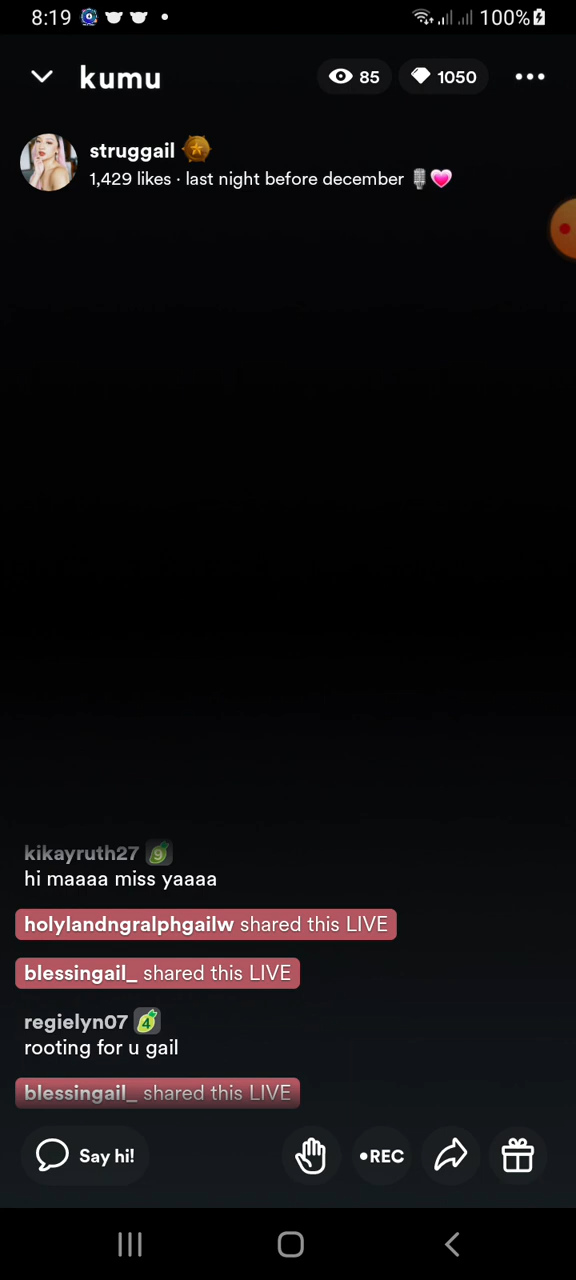 8:19 100%
kumu 85 1050
struggail
1,429 likes · last night before december
kikayruth27 9
hi maaaa miss yaaaa
holylandngralphgailw shared this LIVE
blessingail_ shared this LIVE
regielyn07 4
rooting for u gail
blessingail_ shared this LIVE
Say hi! •REC